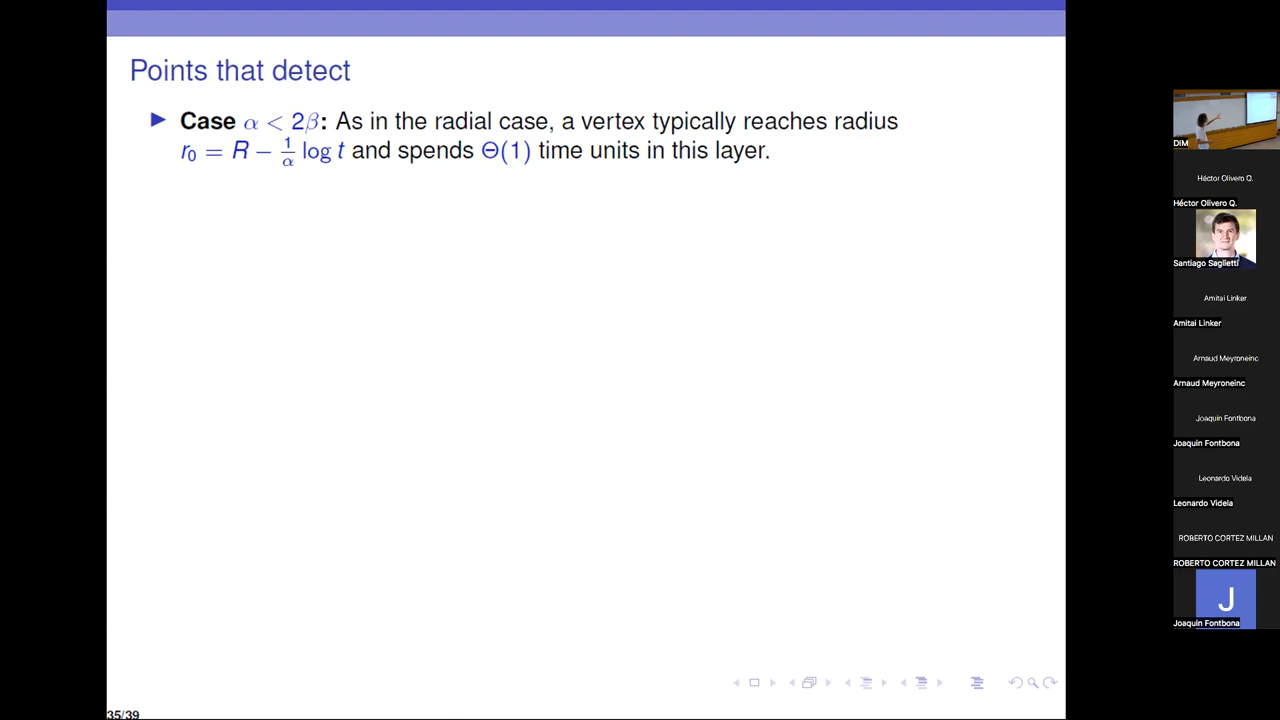 Points that detect
Case α < 2β: As in the radial case, a vertex typically reaches radius
r₀ = R − 1/α log t and spends Θ(1) time units in this layer.
35/39
DIM
Héctor Olivero Q.
Héctor Olivero Q.
Santiago Saglietti
Amitai Linker
Amitai Linker
Arnaud Meyroneinc
Arnaud Meyroneinc
Joaquin Fontbona
Joaquin Fontbona
Leonardo Videla
Leonardo Videla
ROBERTO CORTEZ MILLAN
ROBERTO CORTEZ MILLAN
J
Joaquin Fontbona